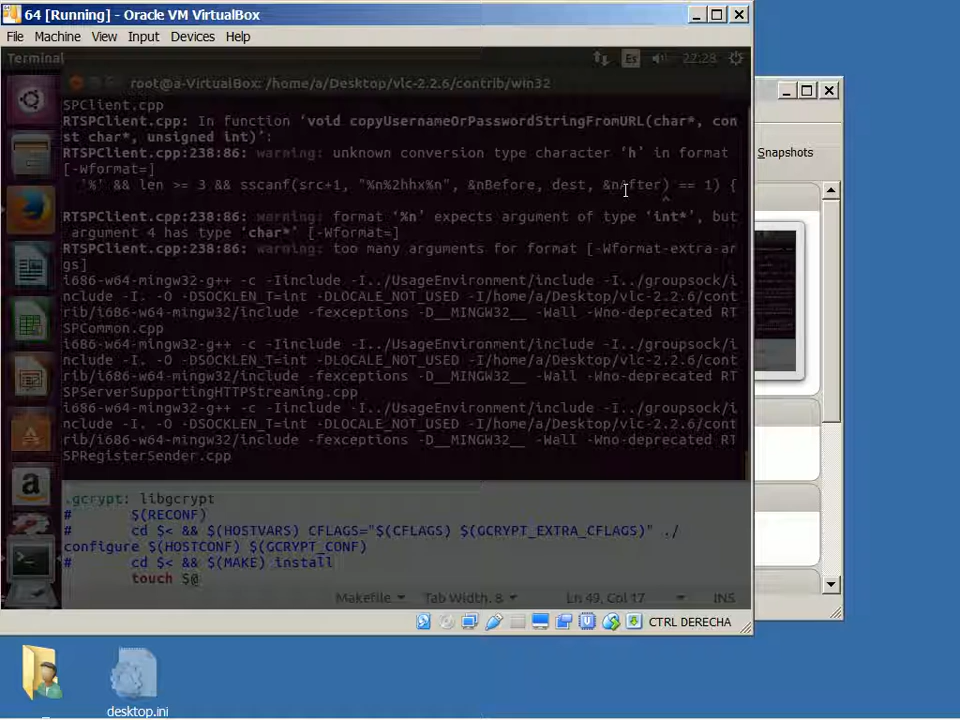 64 [Running] - Oracle VM VirtualBox
File Machine View Input Devices Help
Terminal
Es
22:28
root@a-VirtualBox: /home/a/Desktop/vlc-2.2.6/contrib/win32
SPClient.cpp
RTSPClient.cpp: In function ‘void copyUsernameOrPasswordStringFromURL(char*, con
st char*, unsigned int)’:
RTSPClient.cpp:238:86: warning: unknown conversion type character ‘h’ in format
[-Wformat=]
'%' && len >= 3 && sscanf(src+1, "%n%2hhx%n", &nBefore, dest, &nAfter) == 1) {
^
RTSPClient.cpp:238:86: warning: format ‘%n’ expects argument of type ‘int*’, but
argument 4 has type ‘char*’ [-Wformat=]
RTSPClient.cpp:238:86: warning: too many arguments for format [-Wformat-extra-ar
gs]
i686-w64-mingw32-g++ -c -Iinclude -I../UsageEnvironment/include -I../groupsock/i
nclude -I. -O -DSOCKLEN_T=int -DLOCALE_NOT_USED -I/home/a/Desktop/vlc-2.2.6/cont
rib/i686-w64-mingw32/include -fexceptions -D__MINGW32__ -Wall -Wno-deprecated RT
SPCommon.cpp
i686-w64-mingw32-g++ -c -Iinclude -I../UsageEnvironment/include -I../groupsock/i
nclude -I. -O -DSOCKLEN_T=int -DLOCALE_NOT_USED -I/home/a/Desktop/vlc-2.2.6/cont
rib/i686-w64-mingw32/include -fexceptions -D__MINGW32__ -Wall -Wno-deprecated RT
SPServerSupportingHTTPStreaming.cpp
i686-w64-mingw32-g++ -c -Iinclude -I../UsageEnvironment/include -I../groupsock/i
nclude -I. -O -DSOCKLEN_T=int -DLOCALE_NOT_USED -I/home/a/Desktop/vlc-2.2.6/cont
rib/i686-w64-mingw32/include -fexceptions -D__MINGW32__ -Wall -Wno-deprecated RT
SPRegisterSender.cpp
.gcrypt: libgcrypt
# $(RECONF)
# cd $< && $(HOSTVARS) CFLAGS="$(CFLAGS) $(GCRYPT_EXTRA_CFLAGS)" ./
configure $(HOSTCONF) $(GCRYPT_CONF)
# cd $< && $(MAKE) install
touch $@
Makefile Tab Width: 8 Ln 49, Col 17 INS
CTRL DERECHA
Snapshots
desktop.ini